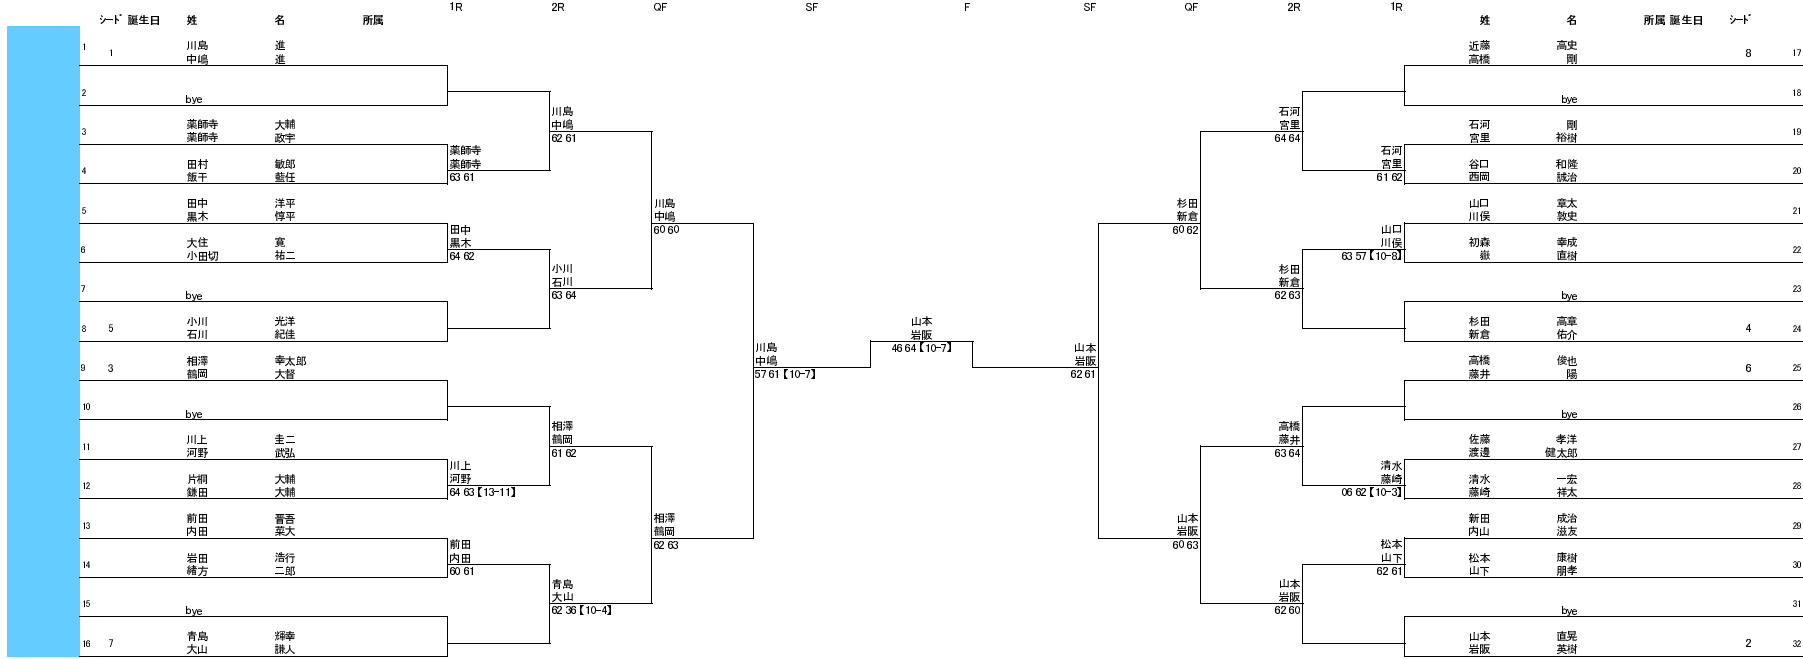 1R 2R QF SF F SF QF 2R 1R
ｼｰﾄﾞ 誕生日 姓 名 所属 姓 名 所属 誕生日 ｼｰﾄﾞ
1 1 川島 進
中嶋 進
2 bye
3 薬師寺 大輔
薬師寺 政宇
4 田村 敏郎
飯干 藍任
5 田中 洋平
黒木 惇平
6 大住 寛
小田切 祐二
7 bye
8 5 小川 光洋
石川 紀佳
9 3 相澤 幸太郎
鶴岡 大督
10 bye
11 川上 圭二
河野 武弘
12 片桐 大輔
鎌田 大輔
13 前田 晋吾
内田 菜大
14 岩田 浩行
緒方 二郎
15 bye
16 7 青島 輝幸
大山 謙人
薬師寺
薬師寺
63 61
田中
黒木
64 62
川上
河野
64 63【13-11】
前田
内田
60 61
川島
中嶋
62 61
小川
石川
63 64
相澤
鶴岡
61 62
青島
大山
62 36【10-4】
川島
中嶋
60 60
相澤
鶴岡
62 63
川島
中嶋
57 61【10-7】
山本
岩阪
46 64【10-7】
山本
岩阪
62 61
杉田
新倉
60 62
山本
岩阪
60 63
石河
宮里
64 64
杉田
新倉
62 63
高橋
藤井
63 64
山本
岩阪
62 60
石河
宮里
61 62
山口
川俣
63 57【10-8】
清水
藤崎
06 62【10-3】
松本
山下
62 61
近藤 高史 8 17
高橋 剛
bye 18
石河 剛 19
宮里 裕樹
谷口 和隆 20
西岡 誠治
山口 章太 21
川俣 敦史
初森 幸成 22
嶽 直樹
bye 23
杉田 高章 4 24
新倉 佑介
高橋 俊也 6 25
藤井 陽
bye 26
佐藤 孝洋 27
渡邊 健太郎
清水 一宏 28
藤崎 祥太
新田 成治 29
内山 滋友
松本 康樹 30
山下 朋孝
bye 31
山本 直晃 2 32
岩阪 英樹